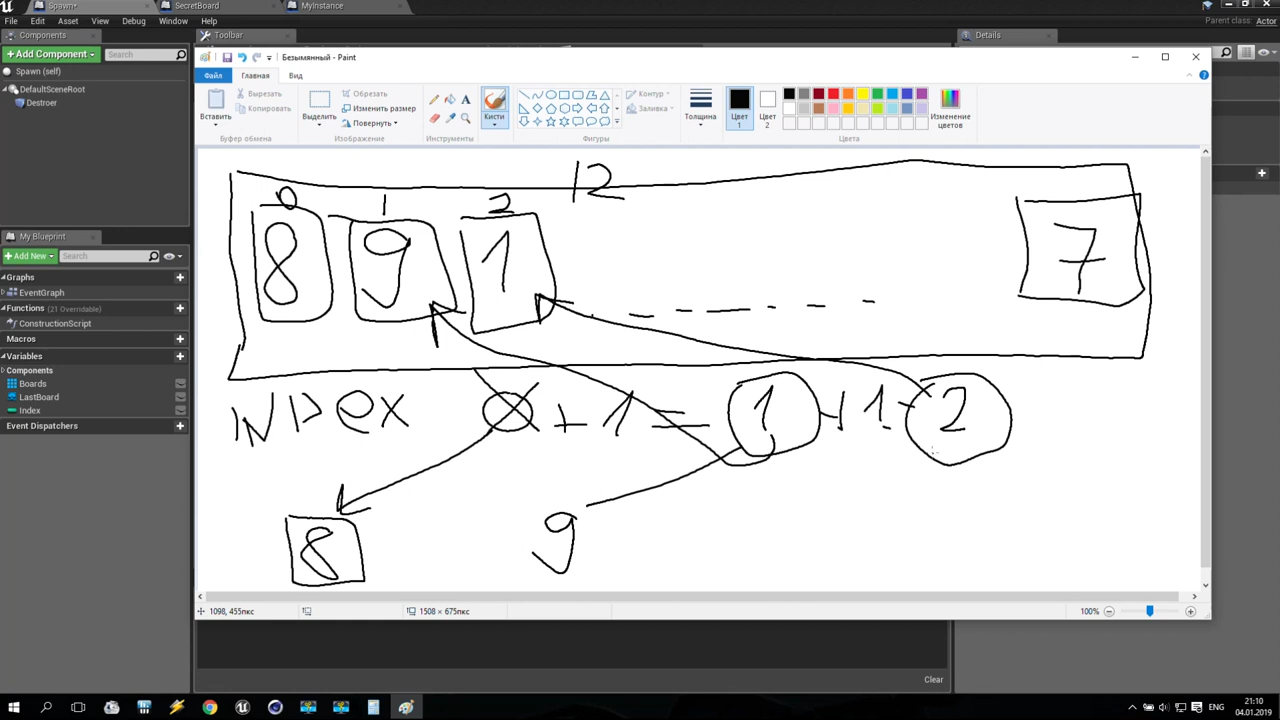 Spawn*
SecretBoard
MyInstance
Parent class: Actor
File Edit Asset View Debug Window Help
Components
Toolbar
Details
+Add Component
Search
Spawn (self)
DefaultSceneRoot
Destroer
My Blueprint
+Add New
Search
Graphs
EventGraph
Functions (21 Overridable)
ConstructionScript
Macros
Variables
Components
Boards
LastBoard
Index
Event Dispatchers
Безымянный - Paint
Файл Главная Вид
Вставить
Вырезать
Копировать
Буфер обмена
Выделить
Обрезать
Изменить размер
Повернуть
Изображение
A
Инструменты
Кисти
Контур
Заливка
Фигуры
Толщина
Цвет 1
Цвет 2
Изменение цветов
Цвета
12
0 1 2
8 9 1 7
INDex 0 + 1 = 1 + 1 = 2
8 9
1098, 455пкс
1508 × 675пкс
100%
Clear
ENG
21:10
04.01.2019